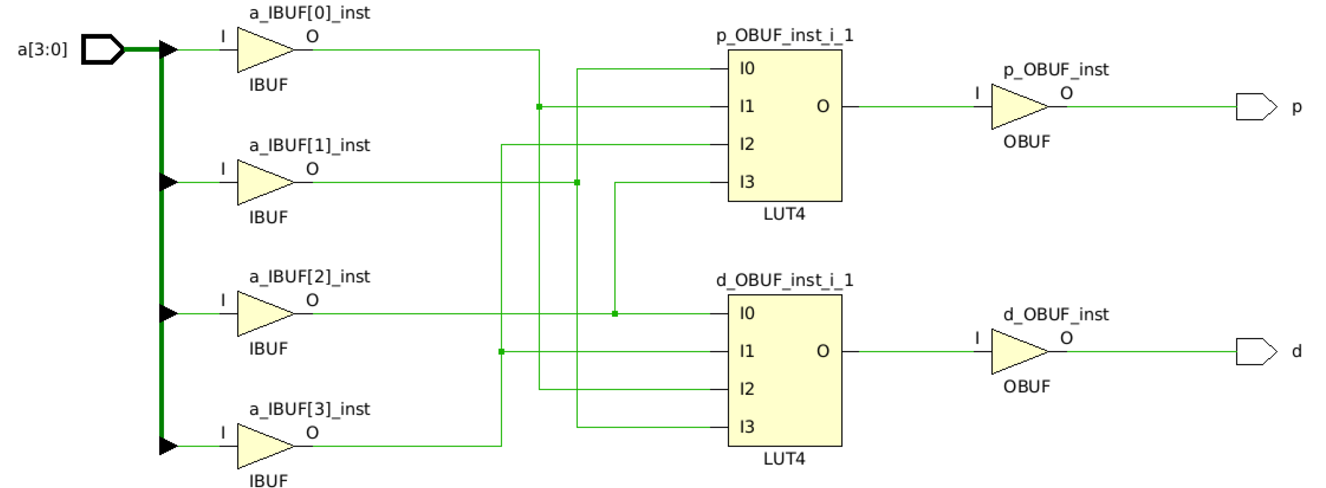 a[3:0]
a_IBUF[0]_inst
I
O
IBUF
a_IBUF[1]_inst
I
O
IBUF
a_IBUF[2]_inst
I
O
IBUF
a_IBUF[3]_inst
I
O
IBUF
p_OBUF_inst_i_1
I0
I1
I2
I3
O
LUT4
d_OBUF_inst_i_1
I0
I1
I2
I3
O
LUT4
p_OBUF_inst
I
O
OBUF
p
d_OBUF_inst
I
O
OBUF
d